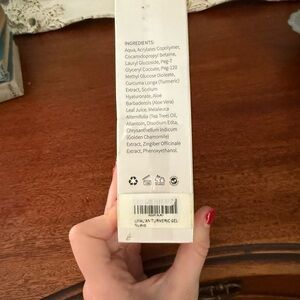 INGREDIENTS:
Aqua, Acrylates Copolymer,
Cocamidopropyl betaine,
Lauryl Glucoside, Peg-7
Glyceryl Cocoate, Peg-120
Methyl Glucose Dioleate,
Curcuma Longa (Turmeric)
Extract, Sodium
Hyaluronate, Aloe
Barbadensis (Aloe Vera)
Leaf Juice, Melaleuca
Alternifolia (Tea Tree) Oil,
Allantoin, Disodium Edta,
Chrysanthellum Indicum
(Golden Chamomile)
Extract, Zingiber Officinale
Extract, Phenoxyethanol.
TURMERIC GEL